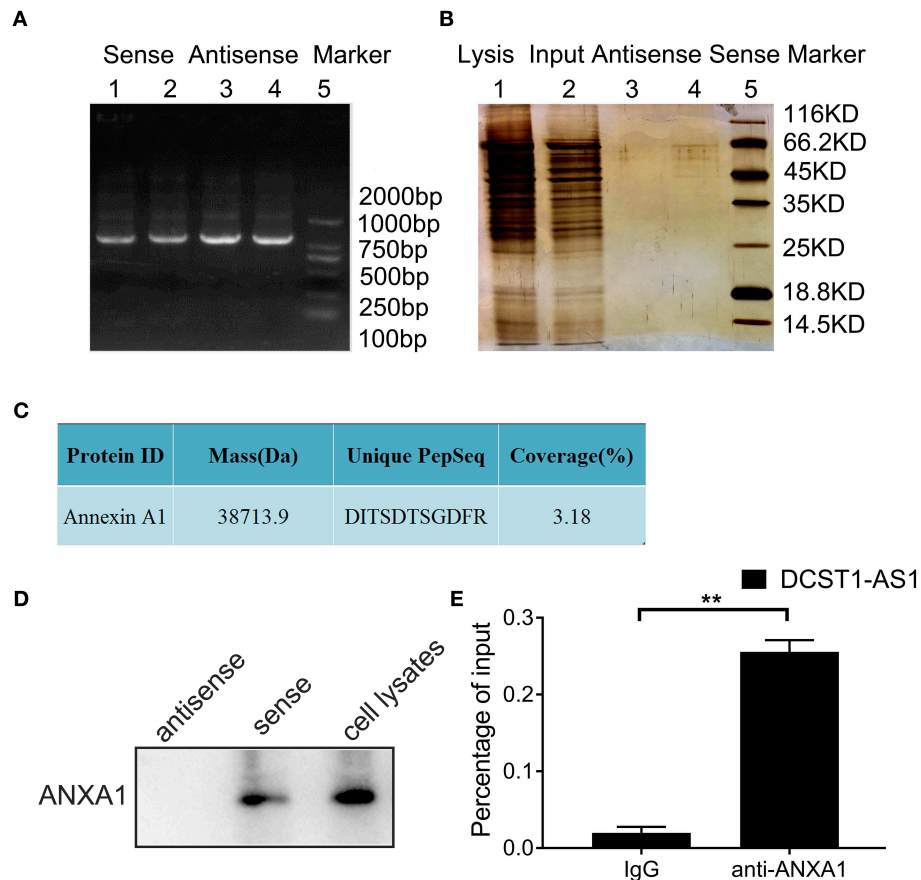 A
Sense Antisense Marker
1 2 3 4 5
2000bp
1000bp
750bp
500bp
250bp
100bp
B
Lysis Input Antisense Sense Marker
1 2 3 4 5
116KD
66.2KD
45KD
35KD
25KD
18.8KD
14.5KD
C
Protein ID Mass(Da) Unique PepSeq Coverage(%)
Annexin A1 38713.9 DITSDTSGDFR 3.18
D
antisense sense cell lysates
ANXA1
E
DCST1-AS1
**
Percentage of input
0.3
0.2
0.1
0.0
IgG anti-ANXA1